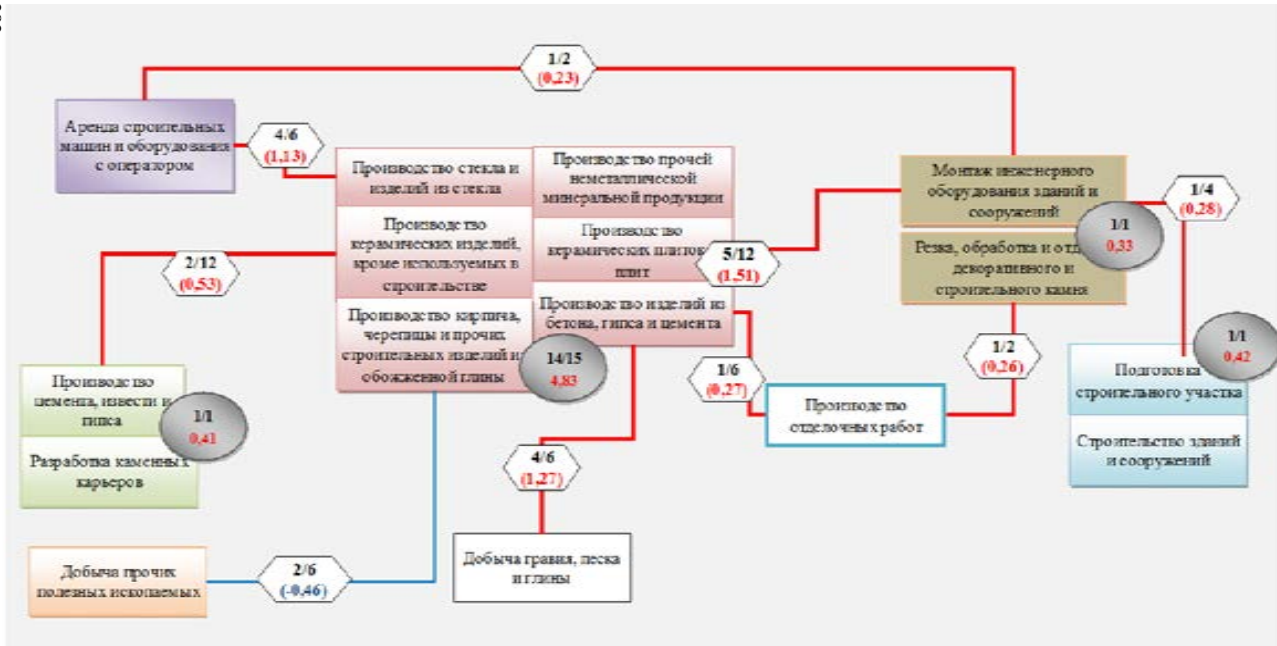 1/2
(0,23)
Аренда строительных
машин и оборудования
с оператором
4/6
(1,13)
Производство стекла и
изделий из стекла
Производство прочей
неметаллической
минеральной продукции
Монтаж инженерного
оборудования зданий и
сооружений
1/4
(0,28)
1/1
0,33
2/12
(0,53)
Производство
керамических изделий,
кроме используемых в
строительстве
Производство
керамических плиток
плит
5/12
(1,51)
Резка, обработка и отд
декоративного и
строительного камня
Производство кирпича,
черепицы и прочих
строительных изделий и
обожженной глины
Производство изделий из
бетона, гипса и цемента
14/15
4,83
1/6
(0,27)
1/2
(0,26)
1/1
0,42
Подготовка
строительного участка
Строительство зданий
и сооружений
Производство
цемента, извести и
гипса
1/1
0,41
Разработка каменных
карьеров
Производство
отделочных работ
4/6
(1,27)
Добыча гравия, песка
и глины
Добыча прочих
полезных ископаемых
2/6
(-0,46)